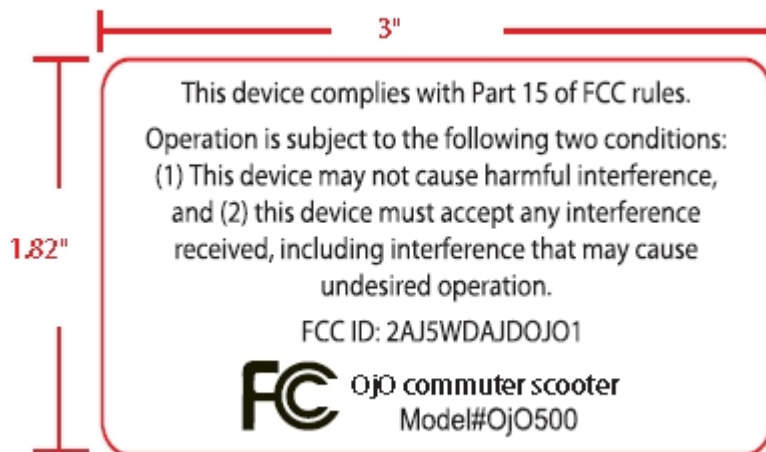 3"
This device complies with Part 15 of FCC rules.
Operation is subject to the following two conditions:
(1) This device may not cause harmful interference,
and (2) this device must accept any interference
1.82"
received, including interference that may cause
undesired operation.
FCC ID: 2AJ5WDAJDOJO1
FC OjO commuter scooter
Model#OjO500